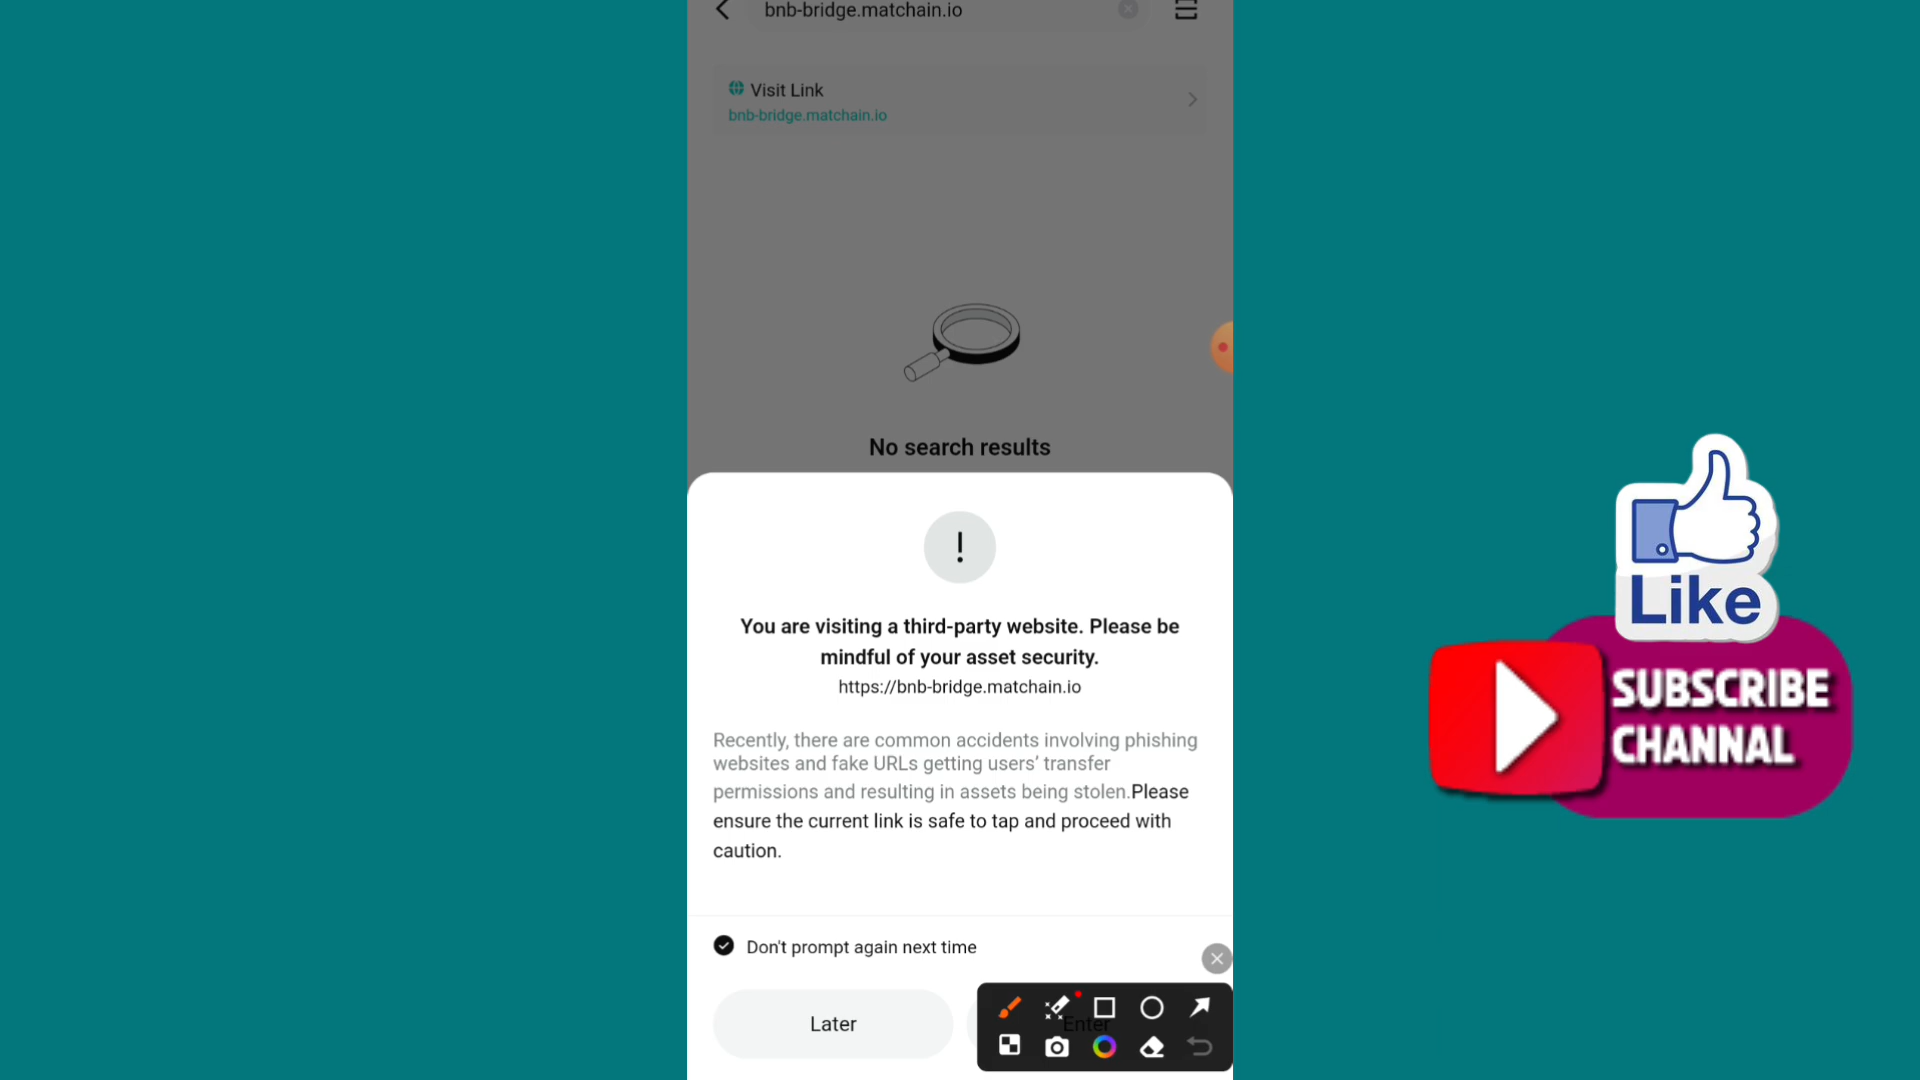 bnb-bridge.matchain.io
Visit Link
bnb-bridge.matchain.io
No search results
!
You are visiting a third-party website. Please be
mindful of your asset security.
https://bnb-bridge.matchain.io
Recently, there are common accidents involving phishing
websites and fake URLs getting users’ transfer
permissions and resulting in assets being stolen.Please
ensure the current link is safe to tap and proceed with
caution.
Don't prompt again next time
Later
Enter
Like
SUBSCRIBE
CHANNAL